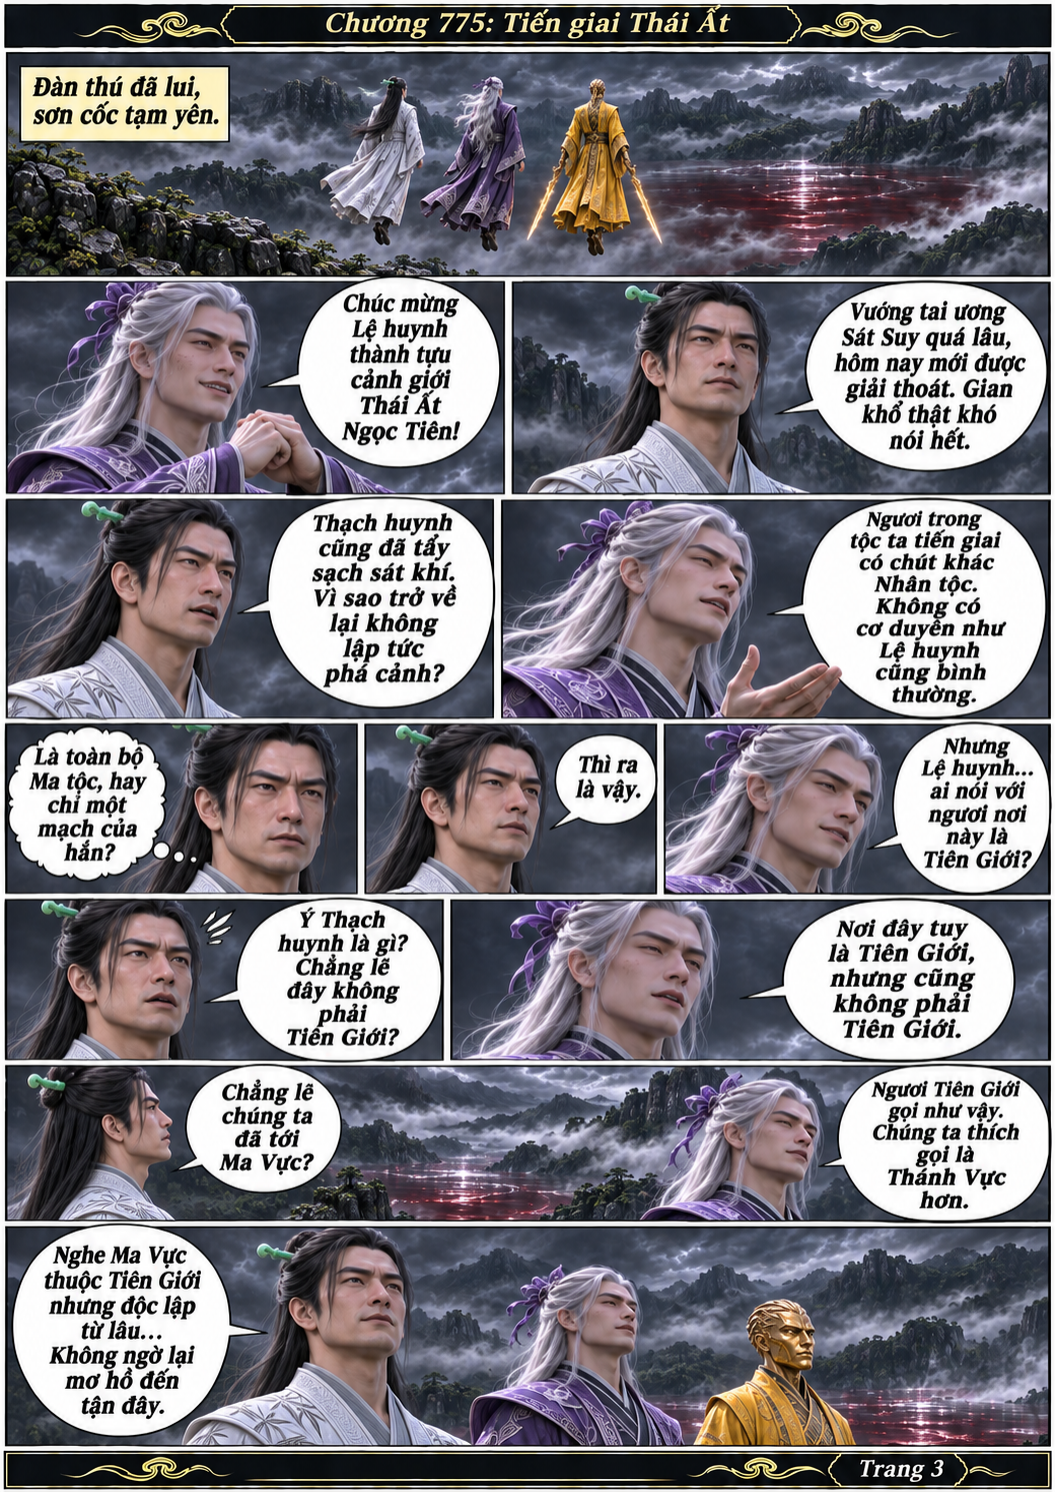 Chương 775: Tiến giai Thái Ất
Đàn thú đã lui,
sơn cốc tạm yên.
Chúc mừng
Lệ huynh
thành tựu
cảnh giới
Thái Ất
Ngọc Tiên!
Vướng tai ương
Sát Suy quá lâu,
hôm nay mới được
giải thoát. Gian
khổ thật khó
nói hết.
Thạch huynh
cũng đã tẩy
sạch sát khí.
Vì sao trở về
lại không
lập tức
phá cảnh?
Ngươi trong
tộc ta tiến giai
có chút khác
Nhân tộc.
Không có
cơ duyên như
Lệ huynh
cũng bình
thường.
Là toàn bộ
Ma tộc, hay
chỉ một
mạch của
hắn?
Thì ra
là vậy.
Nhưng
Lệ huynh...
ai nói với
ngươi nơi
này là
Tiên Giới?
Ý Thạch
huynh là gì?
Chẳng lẽ
đây không
phải
Tiên Giới?
Nơi đây tuy
là Tiên Giới,
nhưng cũng
không phải
Tiên Giới.
Chẳng lẽ
chúng ta
đã tới
Ma Vực?
Ngươi Tiên Giới
gọi như vậy.
Chúng ta thích
gọi là
Thánh Vực
hơn.
Nghe Ma Vực
thuộc Tiên Giới
nhưng độc lập
từ lâu...
Không ngờ lại
mơ hồ đến
tận đây.
Trang 3